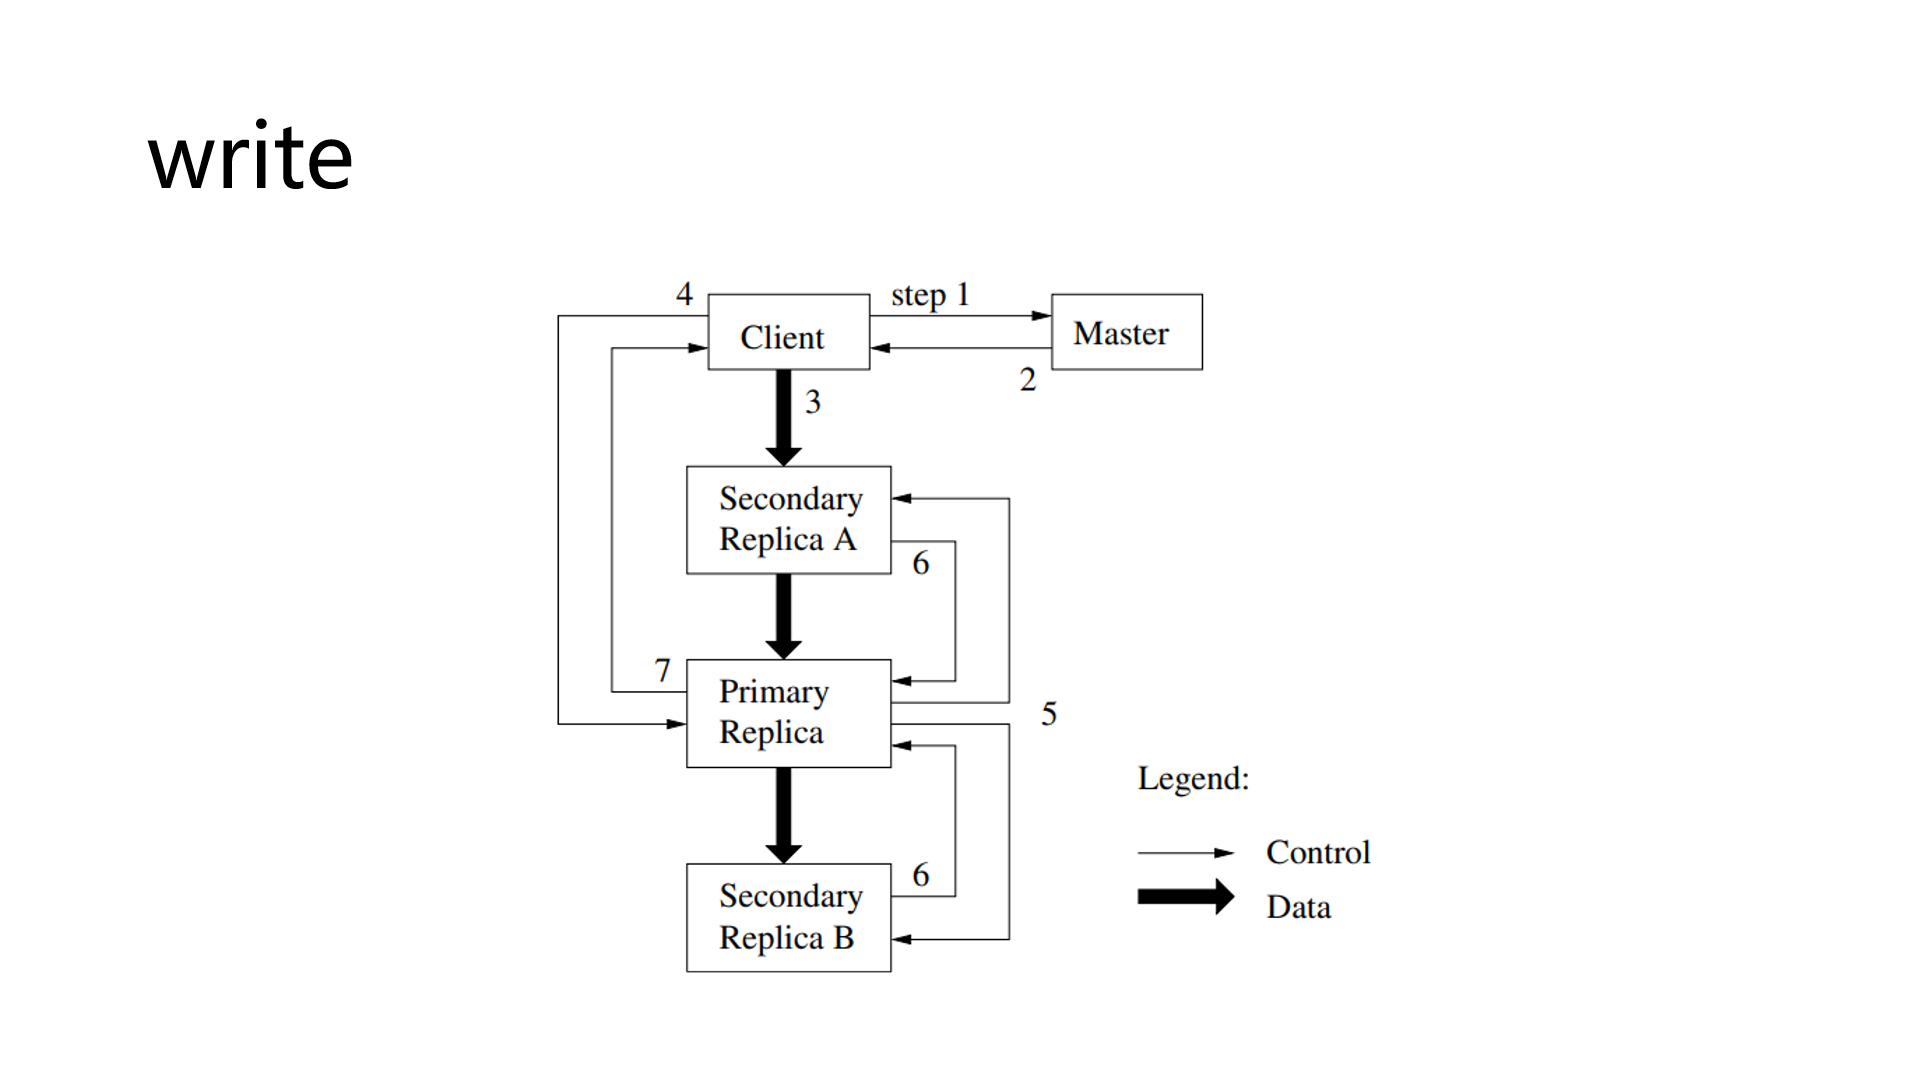 write
4
step 1
Client
Master
2
3
Secondary
Replica A
6
7
Primary
Replica
5
Legend:
Control
6
Secondary
Replica B
Data